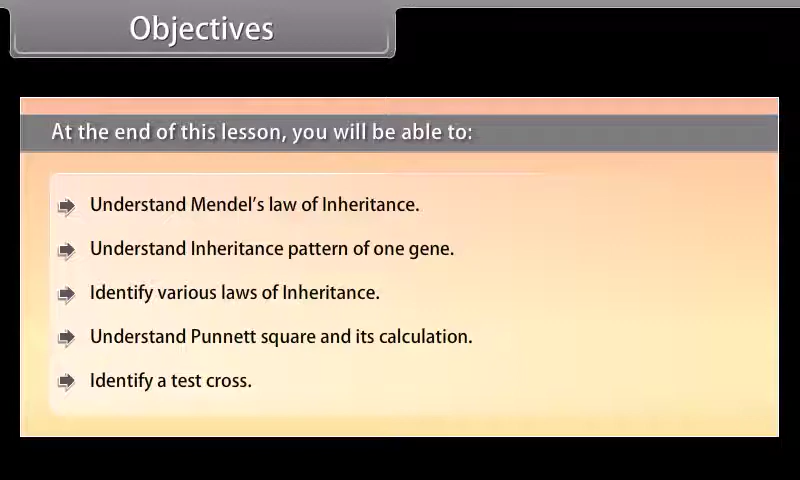 Objectives
At the end of this lesson, you will be able to:
Understand Mendel's law of Inheritance.
Understand Inheritance pattern of one gene.
Identify various laws of Inheritance.
Understand Punnett square and its calculation.
Identify a test cross.